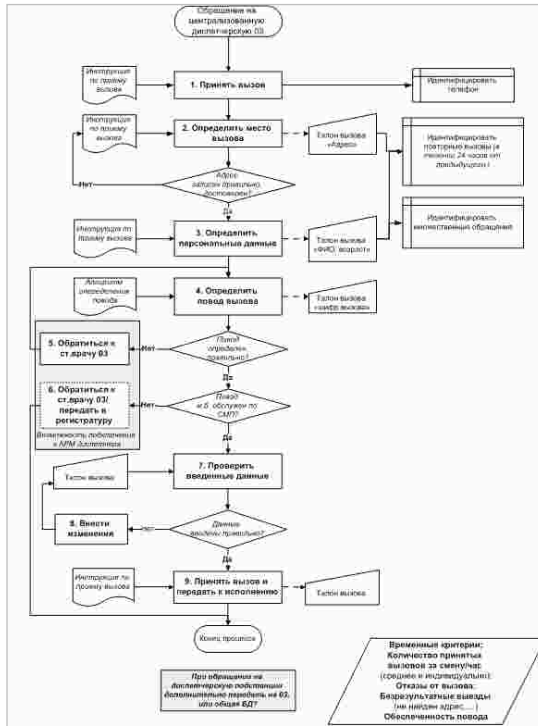 Обращение на
централизованную
диспетчерскую 03
Инструкция
по приему
вызова
1. Принять вызов
Идентифицировать
телефон
Инструкция
по приему
вызова
2. Определить место
вызова
Талон вызова
«Адрес»
Идентифицировать
повторные вызовы (в
течении 24 часов от
предыдущего)
Адрес
записан правильно,
достоверен?
Нет
Да
Инструкция по
приему вызова
3. Определить
персональные данные
Талон вызова
«ФИО, возраст»
Идентифицировать
множественные обращения
Алгоритм
определения
повода
4. Определить
повод вызова
Талон вызова
«шифр вызова»
5. Обратиться к
ст.врачу 03
Нет
Повод
определен
правильно?
Да
6. Обратиться к
ст.врачу 03/
передать в
регистратуру
Нет
Повод
м.б. обслужен по
СМП?
Возможность подключения
к АРМ диспетчера
Да
Талон вызова
7. Проверить
введенные данные
8. Внести
изменения
Нет
Данные
введены правильно?
Да
Инструкция по
приему вызова
9. Принять вызов и
передать к исполнению
Талон вызова
Конец процесса
При обращении на
диспетчерскую подстанции
дополнительно передать на 03,
или общая БД?
Временные критерии:
Количество принятых
вызовов за смену/час
(среднее и индивидуально)
Отказы от вызова.
Безрезультатные выезды
(не найден адрес,...)
Обоснованность повода